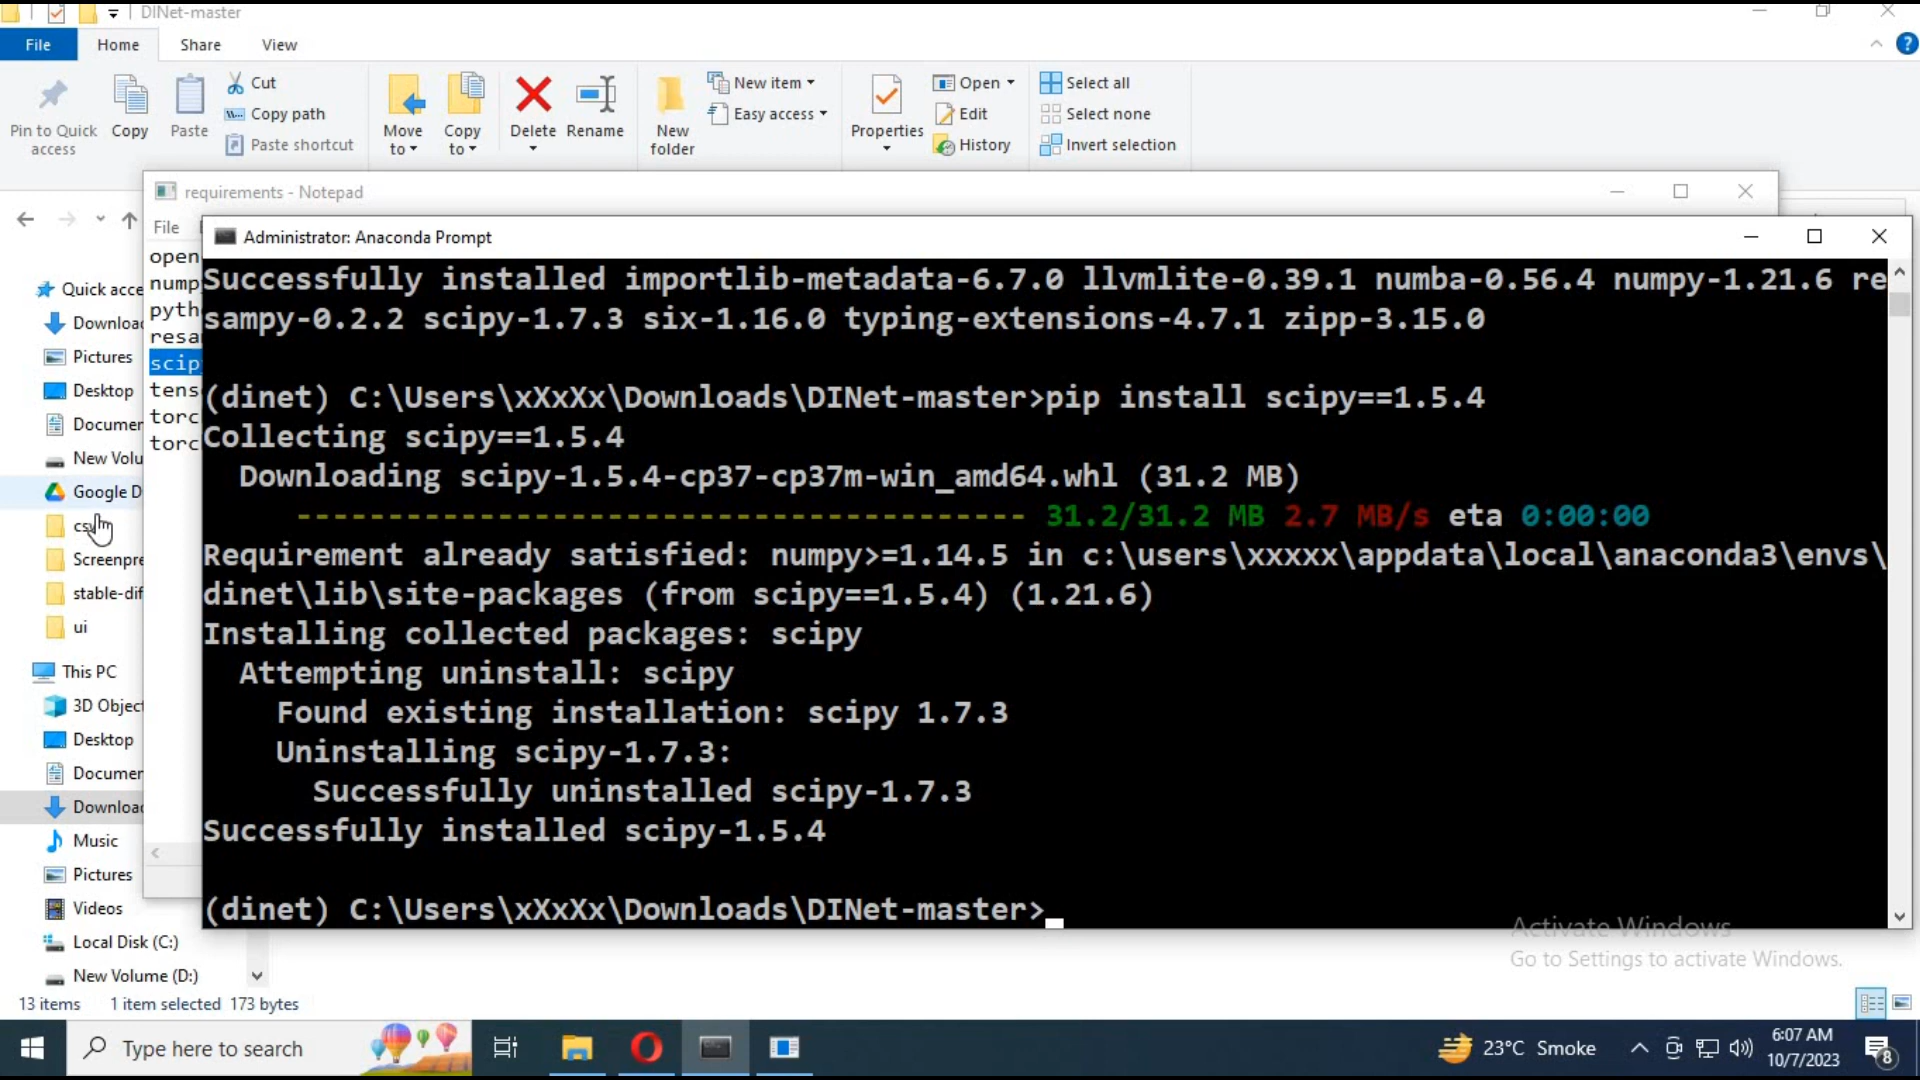 DINet-master
File Home Share View
Pin to Quick access
Copy
Paste
Cut
Copy path
Paste shortcut
Move to
Copy to
Delete
Rename
New folder
New item
Easy access
Properties
Open
Edit
History
Select all
Select none
Invert selection
requirements - Notepad
File
open
nump
pyth
resa
scip
tens
torc
torc
Administrator: Anaconda Prompt
Successfully installed importlib-metadata-6.7.0 llvmlite-0.39.1 numba-0.56.4 numpy-1.21.6 re
sampy-0.2.2 scipy-1.7.3 six-1.16.0 typing-extensions-4.7.1 zipp-3.15.0
(dinet) C:\Users\xXxXx\Downloads\DINet-master>pip install scipy==1.5.4
Collecting scipy==1.5.4
Downloading scipy-1.5.4-cp37-cp37m-win_amd64.whl (31.2 MB)
---------------------------------------- 31.2/31.2 MB 2.7 MB/s eta 0:00:00
Requirement already satisfied: numpy>=1.14.5 in c:\users\xxxxx\appdata\local\anaconda3\envs\
dinet\lib\site-packages (from scipy==1.5.4) (1.21.6)
Installing collected packages: scipy
Attempting uninstall: scipy
Found existing installation: scipy 1.7.3
Uninstalling scipy-1.7.3:
Successfully uninstalled scipy-1.7.3
Successfully installed scipy-1.5.4
(dinet) C:\Users\xXxXx\Downloads\DINet-master>
Quick acce
Downloa
Pictures
Desktop
Documen
New Volu
Google D
csv
Screenpre
stable-dif
ui
This PC
3D Object
Desktop
Documen
Downloa
Music
Pictures
Videos
Local Disk (C:)
New Volume (D:)
Activate Windows
Go to Settings to activate Windows.
13 items 1 item selected 173 bytes
Type here to search
23°C Smoke
6:07 AM
10/7/2023
8